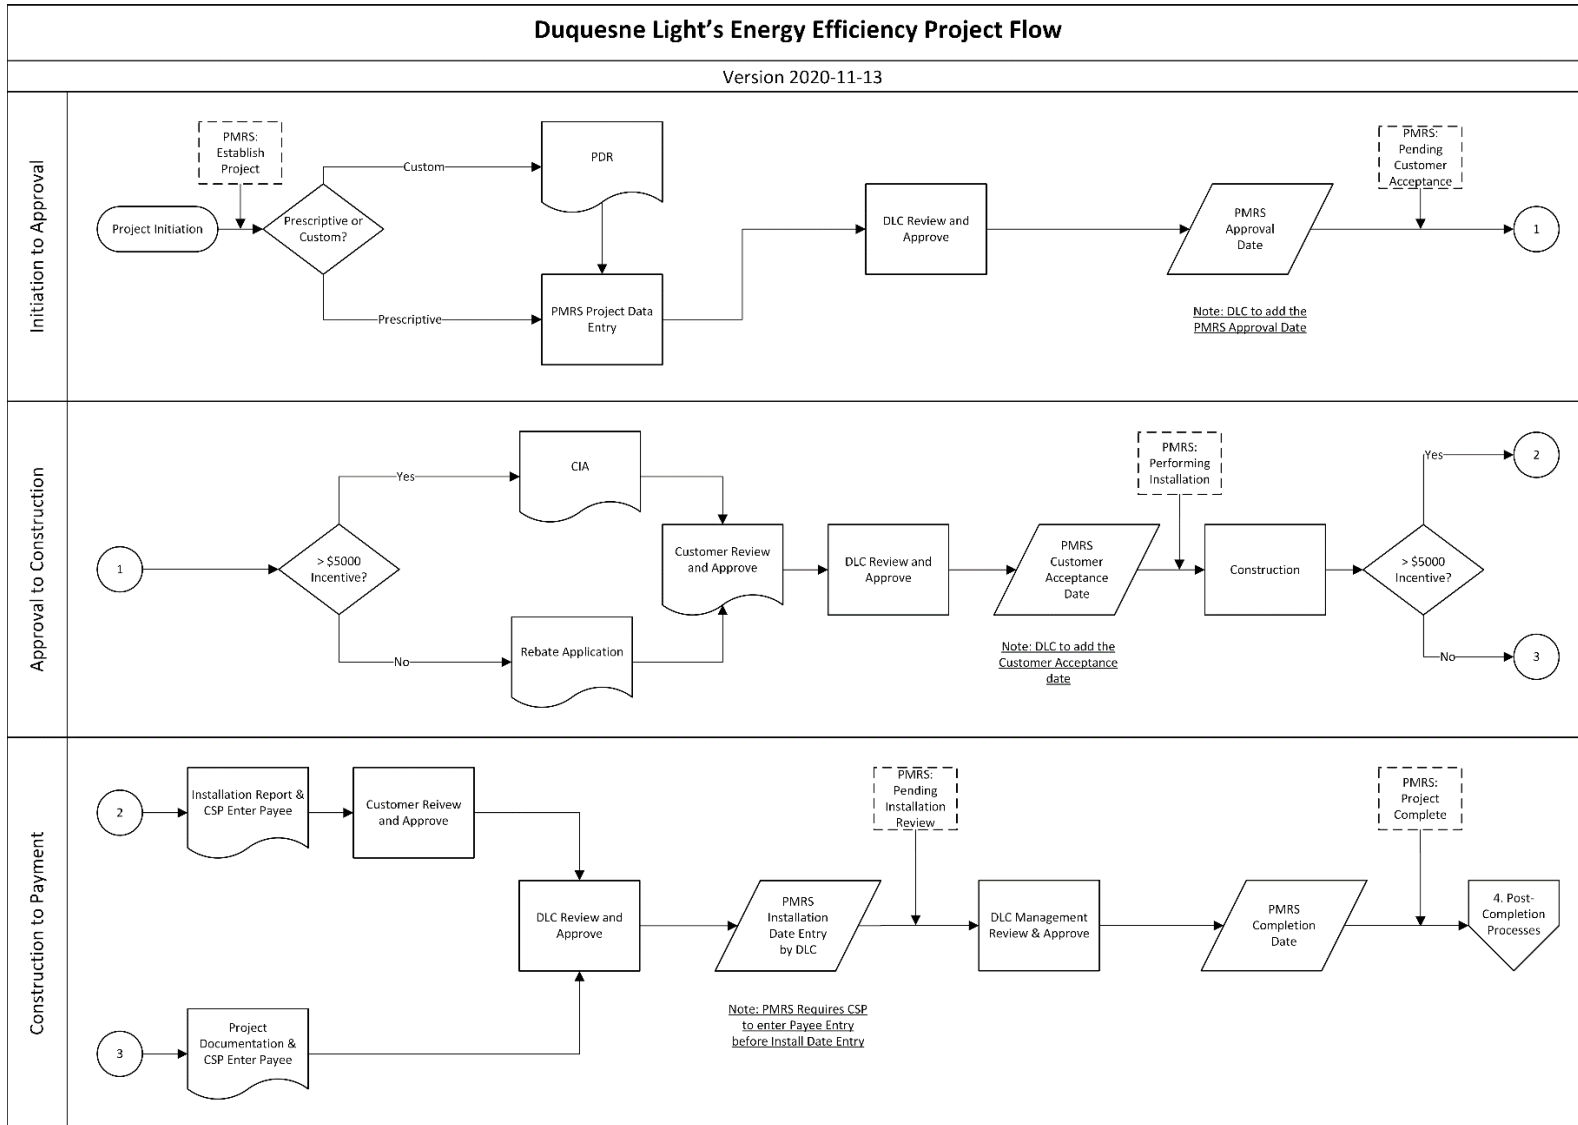 Duquesne Light's Energy Efficiency Project Flow
Version 2020-11-13
Initiation to Approval
PMRS:
Establish
Project
Project Initiation
Prescriptive or
Custom?
Custom
Prescriptive
PDR
PMRS Project Data
Entry
DLC Review and
Approve
PMRS
Approval
Date
Note: DLC to add the
PMRS Approval Date
PMRS:
Pending
Customer
Acceptance
1
Approval to Construction
1
> $5000
Incentive?
Yes
No
CIA
Rebate Application
Customer Review
and Approve
DLC Review and
Approve
PMRS
Customer
Acceptance
Date
Note: DLC to add the
Customer Acceptance
date
PMRS:
Performing
Installation
Construction
> $5000
Incentive?
Yes
No
2
3
Construction to Payment
2
Installation Report &
CSP Enter Payee
Customer Reivew
and Approve
3
Project
Documentation &
CSP Enter Payee
DLC Review and
Approve
PMRS
Installation
Date Entry
by DLC
Note: PMRS Requires CSP
to enter Payee Entry
before Install Date Entry
PMRS:
Pending
Installation
Review
DLC Management
Review & Approve
PMRS
Completion
Date
PMRS:
Project
Complete
4. Post-
Completion
Processes